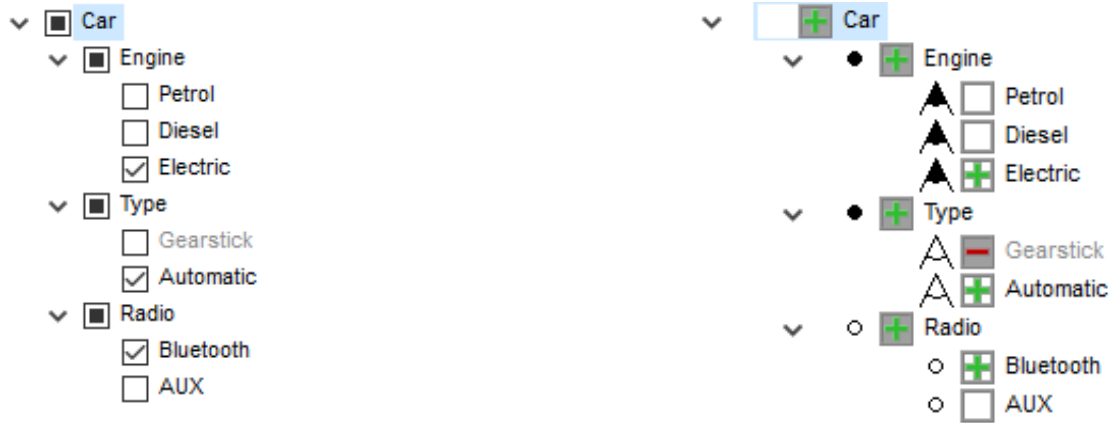 Car
Engine
Petrol
Diesel
Electric
Type
Gearstick
Automatic
Radio
Bluetooth
AUX
Car
Engine
Petrol
Diesel
Electric
Type
Gearstick
Automatic
Radio
Bluetooth
AUX